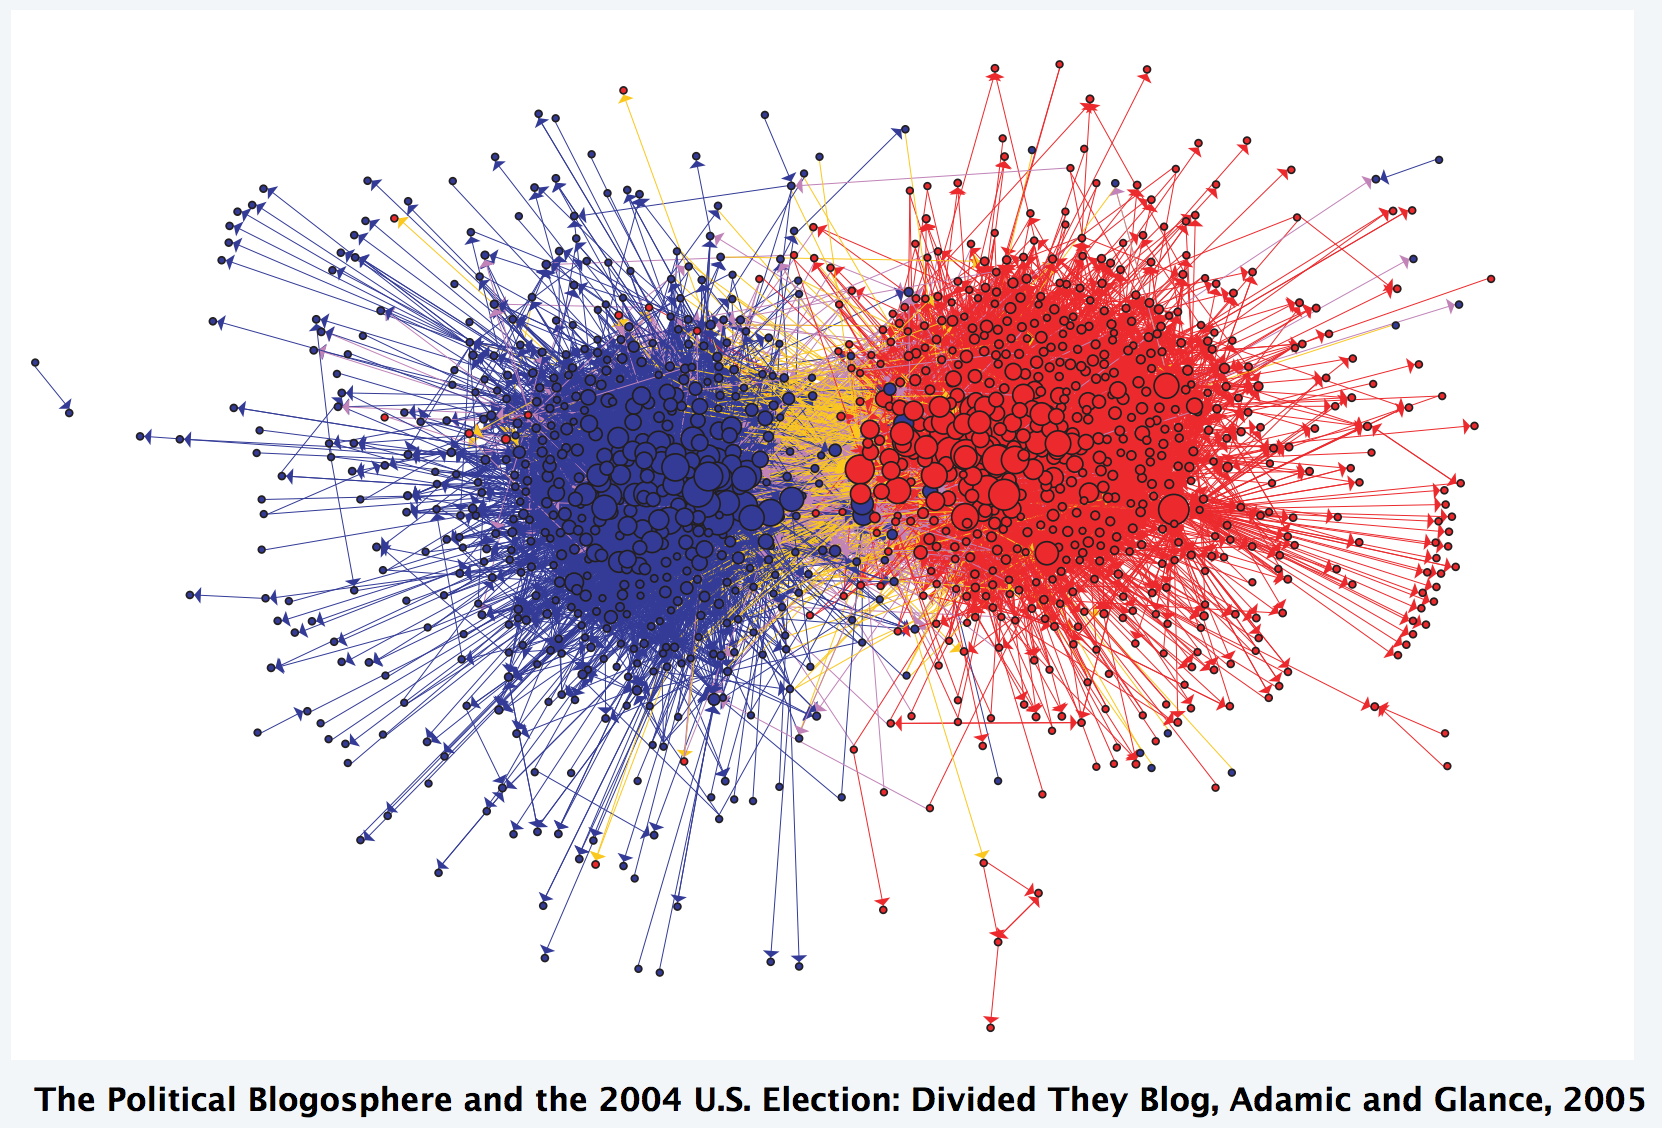 The Political Blogosphere and the 2004 U.S. Election: Divided They Blog, Adamic and Glance, 2005